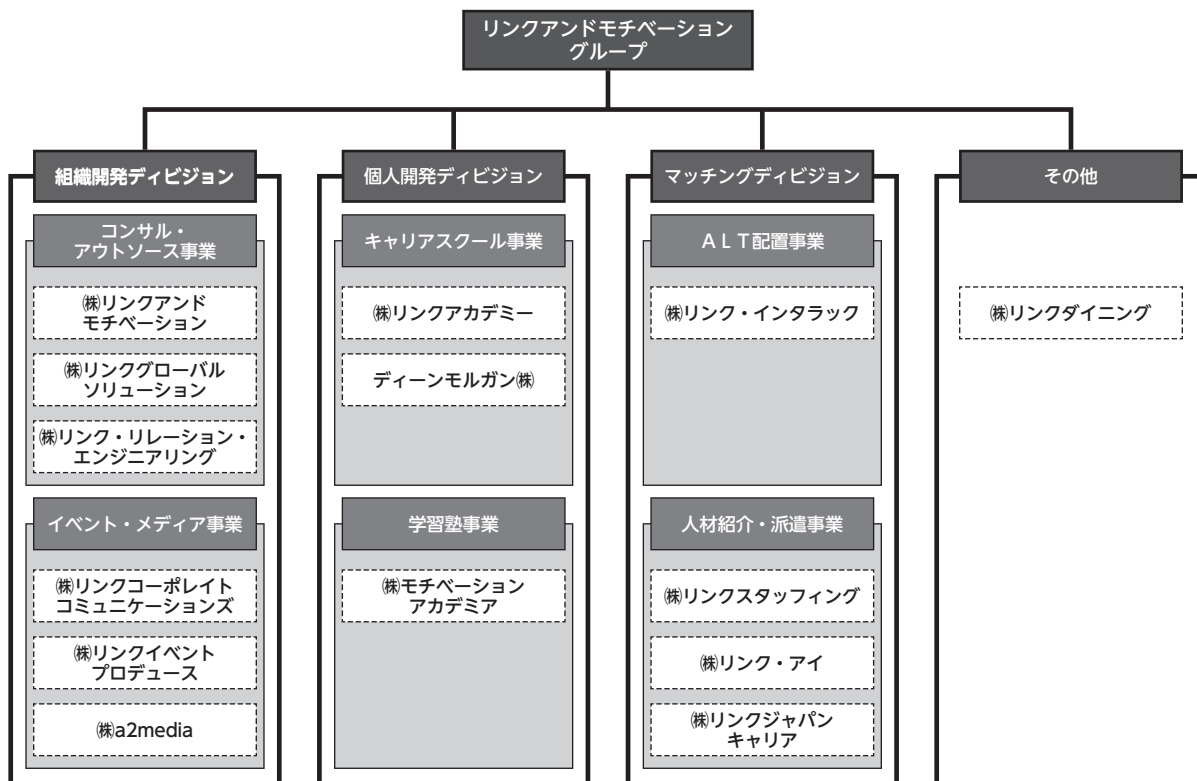 リンクアンドモチベーション
グループ
組織開発ディビジョン
コンサル・
アウトソース事業
㈱リンクアンド
モチベーション
㈱リンクグローバル
ソリューション
㈱リンク・リレーション・
エンジニアリング
イベント・メディア事業
㈱リンクコーポレイト
コミュニケーションズ
㈱リンクイベント
プロデュース
㈱a2media
個人開発ディビジョン
キャリアスクール事業
㈱リンクアカデミー
ディーンモルガン㈱
学習塾事業
㈱モチベーション
アカデミア
マッチングディビジョン
ＡＬＴ配置事業
㈱リンク・インタラック
人材紹介・派遣事業
㈱リンクスタッフィング
㈱リンク・アイ
㈱リンクジャパン
キャリア
その他
㈱リンクダイニング